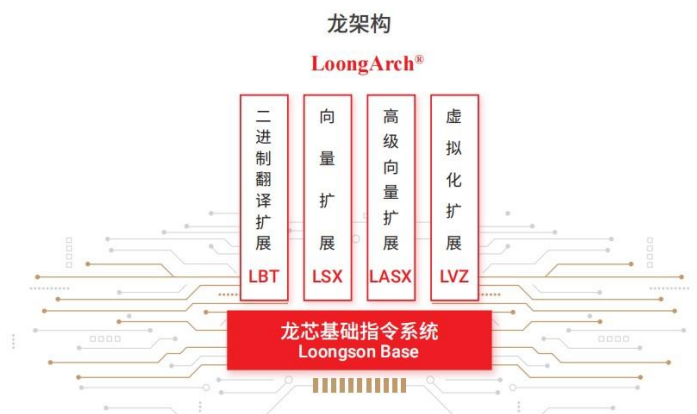 龙架构
LoongArch®
二进制翻译扩展
LBT
向量扩展
LSX
高级向量扩展
LASX
虚拟化扩展
LVZ
龙芯基础指令系统
Loongson Base